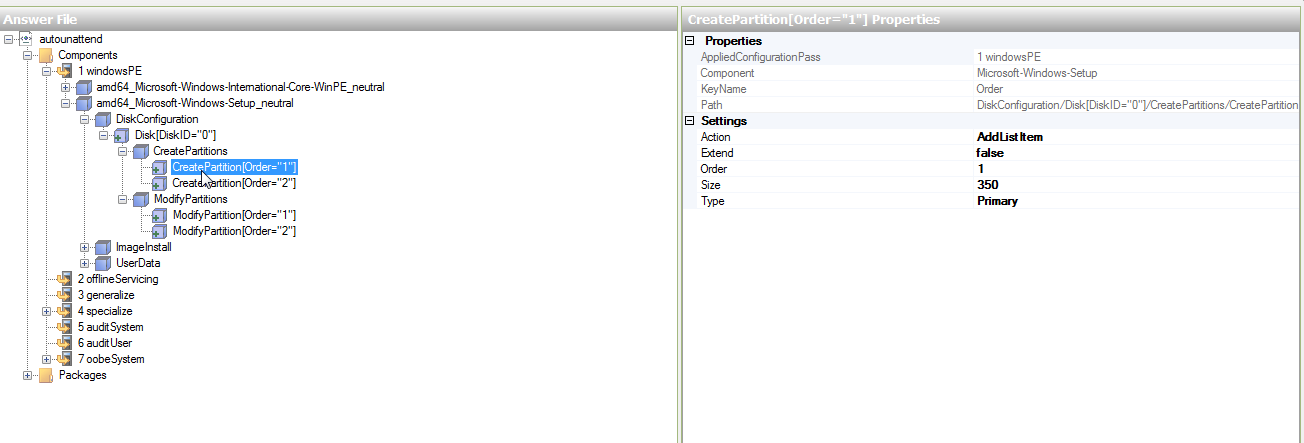 Answer File
autounattend
Components
1 windowsPE
amd64_Microsoft-Windows-International-Core-WinPE_neutral
amd64_Microsoft-Windows-Setup_neutral
DiskConfiguration
Disk[DiskID="0"]
CreatePartitions
CreatePartition[Order="1"]
CreatePartition[Order="2"]
ModifyPartitions
ModifyPartition[Order="1"]
ModifyPartition[Order="2"]
ImageInstall
UserData
2 offlineServicing
3 generalize
4 specialize
5 auditSystem
6 auditUser
7 oobeSystem
Packages
CreatePartition[Order="1"] Properties
Properties
AppliedConfigurationPass 1 windowsPE
Component Microsoft-Windows-Setup
KeyName Order
Path DiskConfiguration/Disk[DiskID="0"]/CreatePartitions/CreatePartition
Settings
Action AddListItem
Extend false
Order 1
Size 350
Type Primary